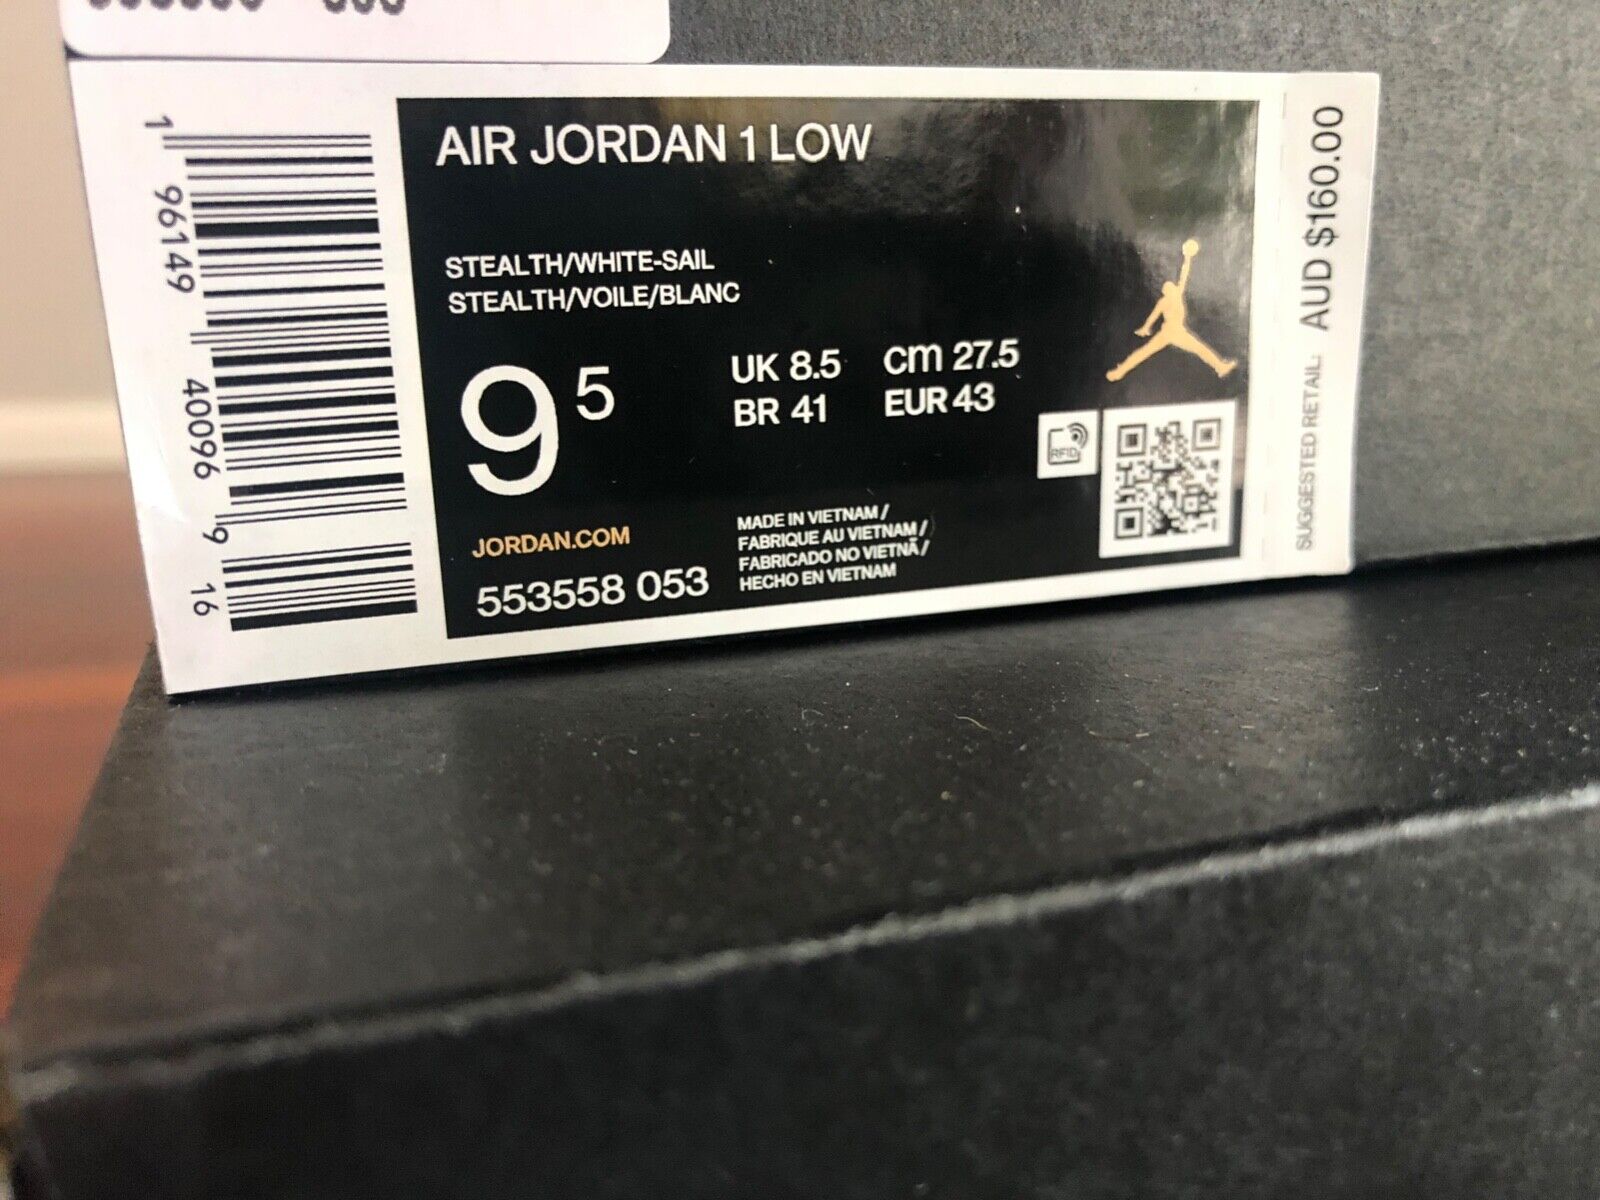 AIR JORDAN 1 LOW
STEALTH/WHITE-SAIL
STEALTH/VOILE/BLANC
9 5
UK 8.5 cm 27.5
BR 41 EUR 43
JORDAN.COM
553558 053
MADE IN VIETNAM /
FABRIQUE AU VIETNAM /
FABRICADO NO VIETNÃ /
HECHO EN VIETNAM
RFID
1 96149 40096 9 16
SUGGESTED RETAIL AUD $160.00